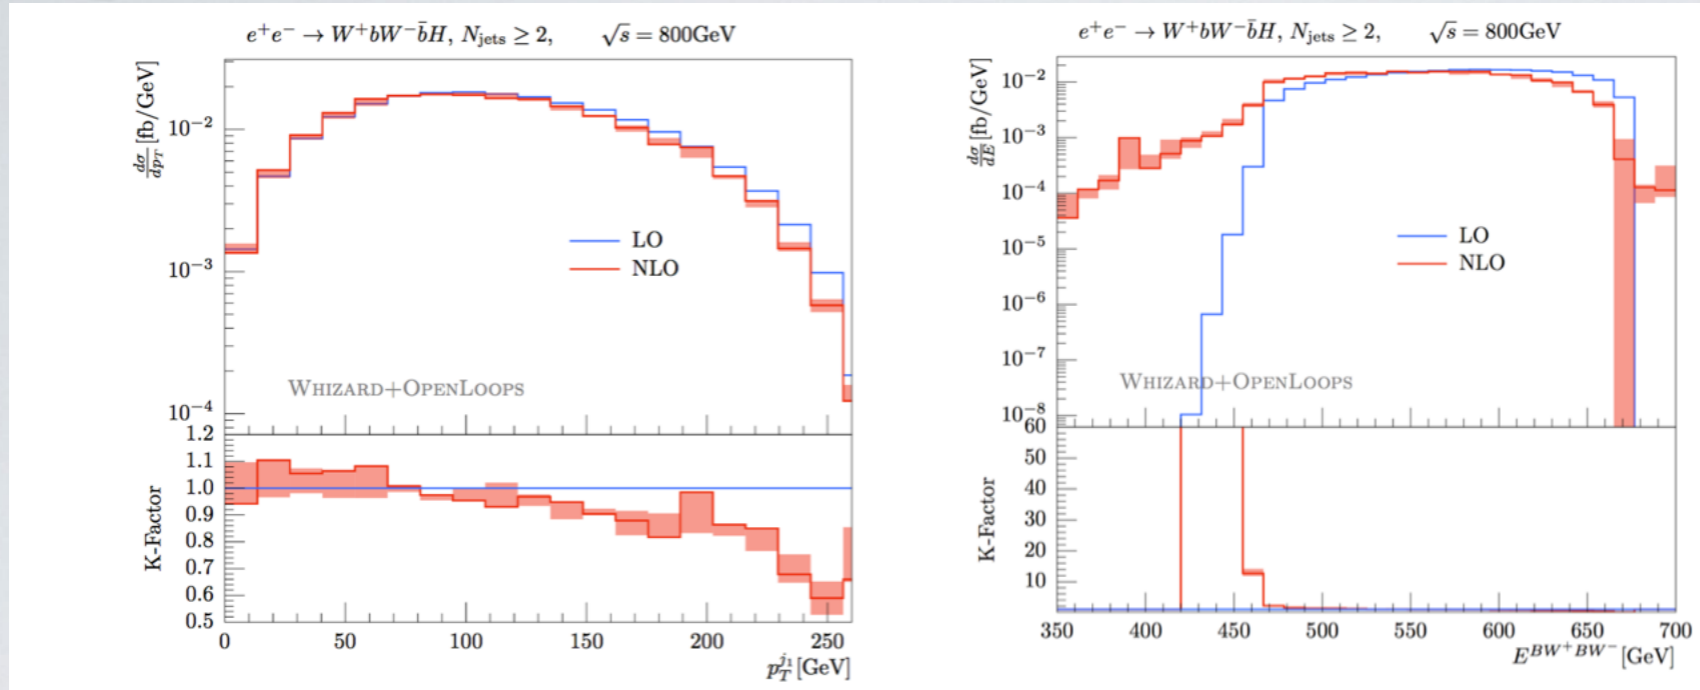 e⁺e⁻ → W⁺bW⁻b̄H, N_jets ≥ 2, √s = 800GeV
dσ/dp_T [fb/GeV]
10⁻²
10⁻³
10⁻⁴
LO
NLO
WHIZARD+OPENLOOPS
K-Factor
1.2
1.1
1.0
0.9
0.8
0.7
0.6
0.5
0 50 100 150 200 250
p_T^{j₁} [GeV]
e⁺e⁻ → W⁺bW⁻b̄H, N_jets ≥ 2, √s = 800GeV
dσ/dE [fb/GeV]
10⁻²
10⁻³
10⁻⁴
10⁻⁵
10⁻⁶
10⁻⁷
10⁻⁸
LO
NLO
WHIZARD+OPENLOOPS
K-Factor
60
50
40
30
20
10
350 400 450 500 550 600 650 700
E^{BW⁺BW⁻} [GeV]